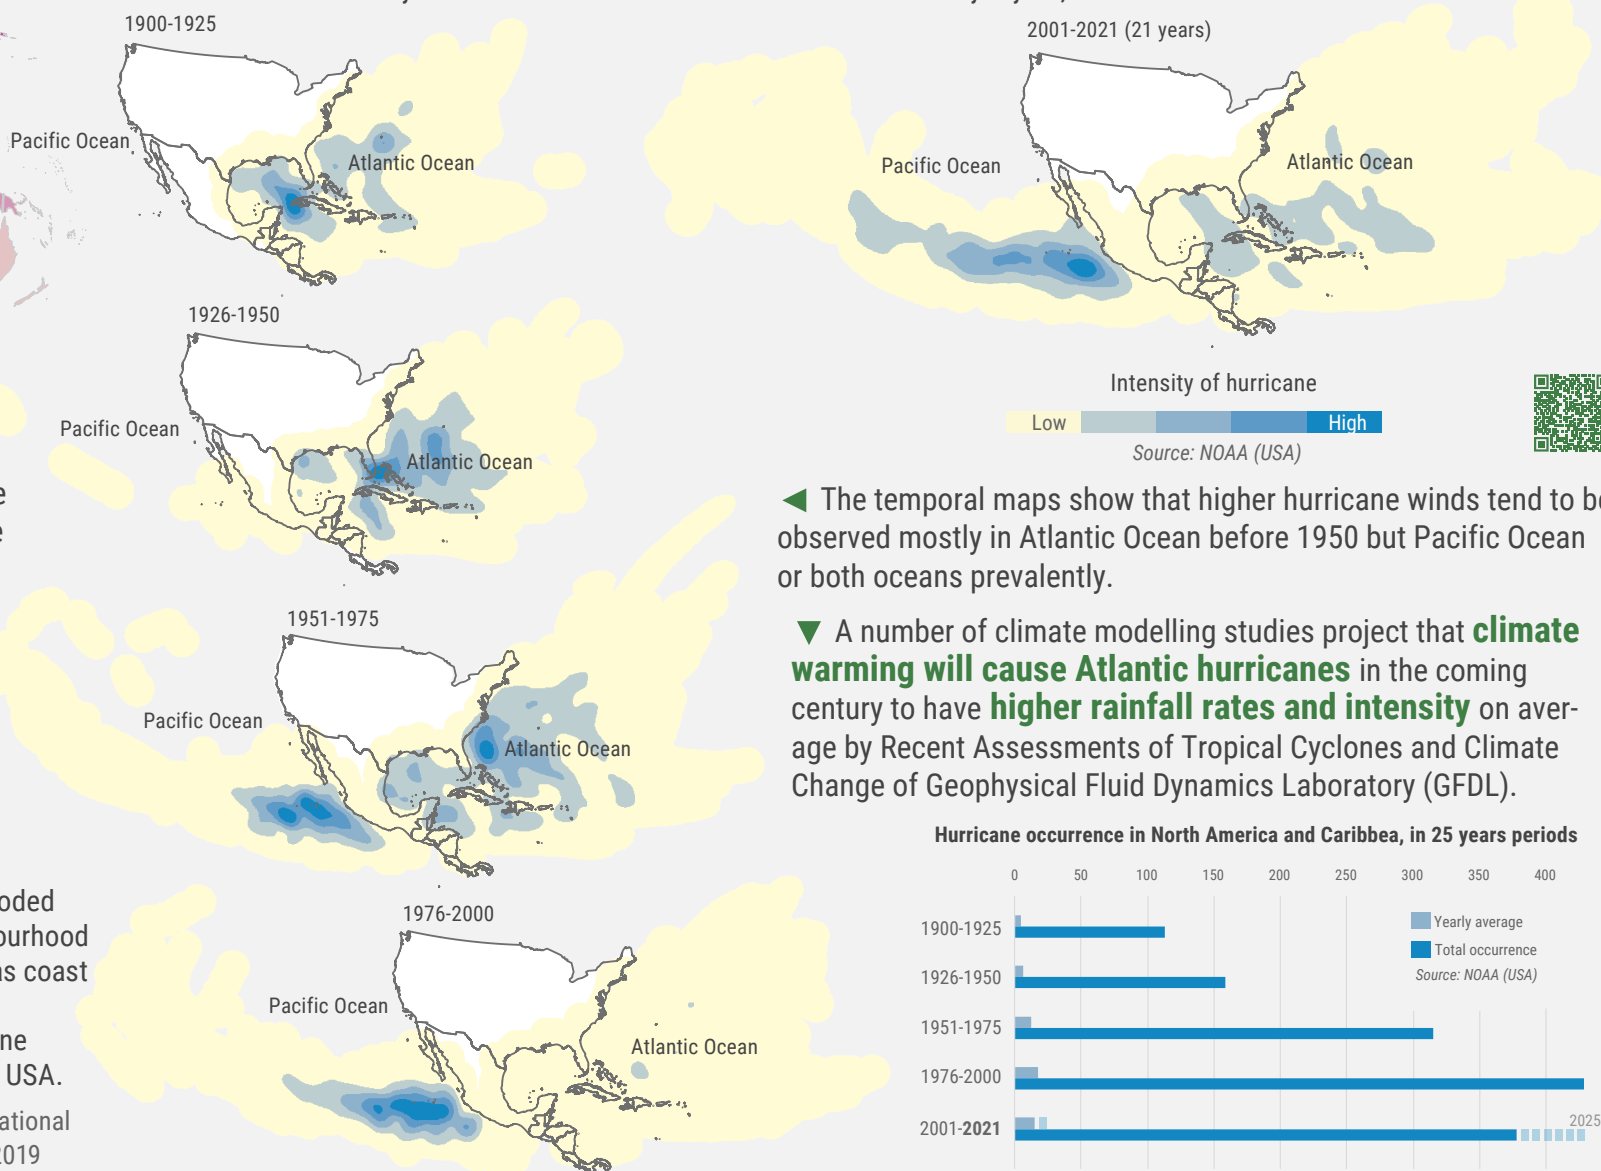 1900-1925
Pacific Ocean
Atlantic Ocean
1926-1950
Pacific Ocean
Atlantic Ocean
1951-1975
Pacific Ocean
Atlantic Ocean
1976-2000
Pacific Ocean
Atlantic Ocean
oded
ourhood
as coast
ne
USA.
ational
2019
2001-2021 (21 years)
Pacific Ocean
Atlantic Ocean
Intensity of hurricane
Low High
Source: NOAA (USA)
◀ The temporal maps show that higher hurricane winds tend to be
observed mostly in Atlantic Ocean before 1950 but Pacific Ocean
or both oceans prevalently.
▼ A number of climate modelling studies project that climate
warming will cause Atlantic hurricanes in the coming
century to have higher rainfall rates and intensity on aver-
age by Recent Assessments of Tropical Cyclones and Climate
Change of Geophysical Fluid Dynamics Laboratory (GFDL).
Hurricane occurrence in North America and Caribbea, in 25 years periods
0 50 100 150 200 250 300 350 400
1900-1925
1926-1950
1951-1975
1976-2000
2001-2021
Yearly average
Total occurrence
Source: NOAA (USA)
2025